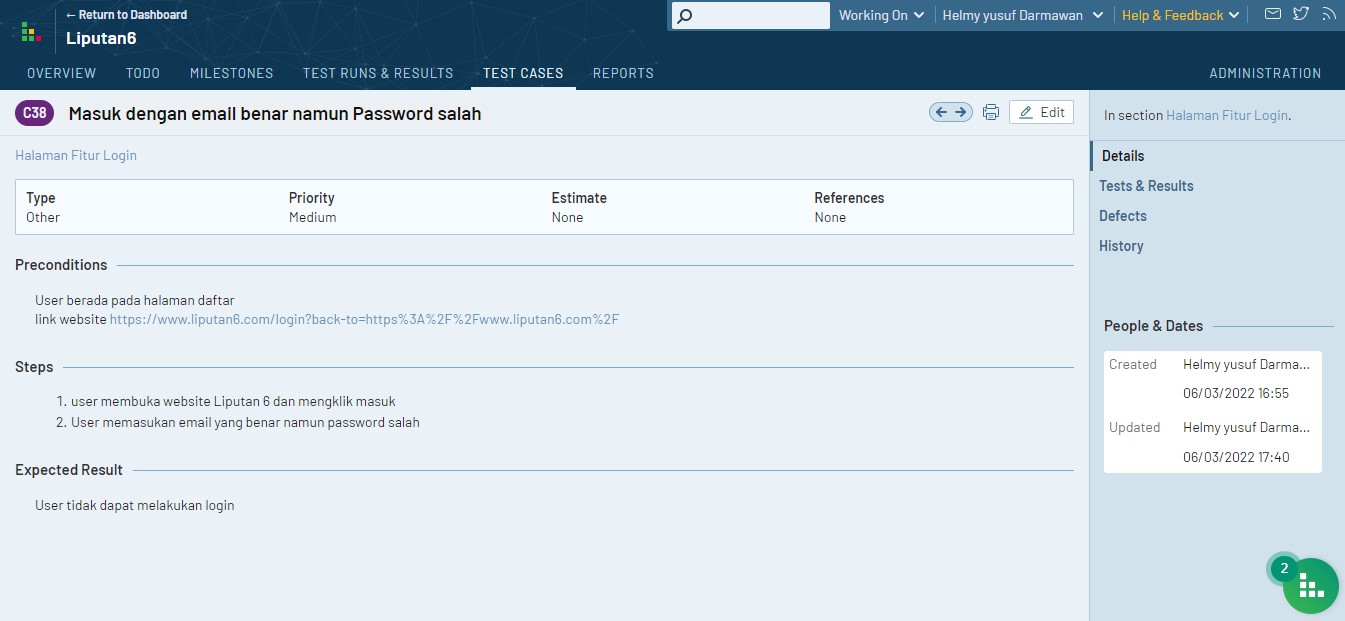 ← Return to Dashboard
Liputan6
Working On
Helmy yusuf Darmawan
Help & Feedback
OVERVIEW
TODO
MILESTONES
TEST RUNS & RESULTS
TEST CASES
REPORTS
ADMINISTRATION
C38
Masuk dengan email benar namun Password salah
Edit
Halaman Fitur Login
Type
Other
Priority
Medium
Estimate
None
References
None
Preconditions
User berada pada halaman daftar
link website https://www.liputan6.com/login?back-to=https%3A%2F%2Fwww.liputan6.com%2F
Steps
1. user membuka website Liputan 6 dan mengklik masuk
2. User memasukan email yang benar namun password salah
Expected Result
User tidak dapat melakukan login
In section Halaman Fitur Login.
Details
Tests & Results
Defects
History
People & Dates
Created
Helmy yusuf Darma...
06/03/2022 16:55
Updated
Helmy yusuf Darma...
06/03/2022 17:40
2